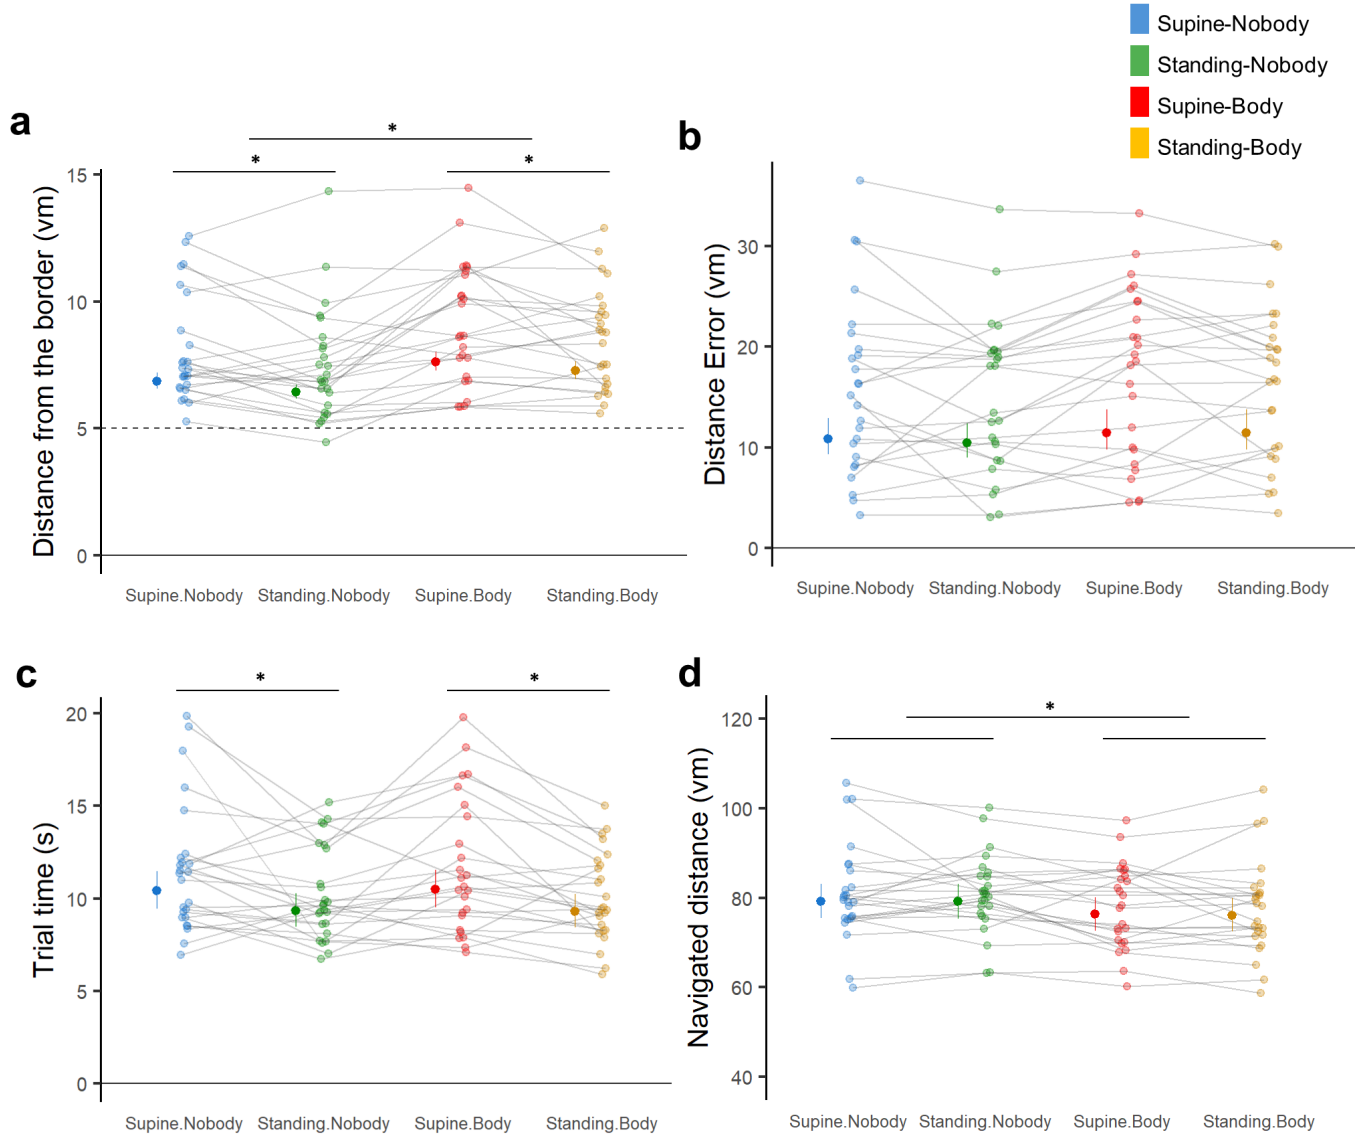 Supine-Nobody
Standing-Nobody
Supine-Body
Standing-Body
a
*
*
*
Distance from the border (vm)
15
10
5
0
Supine.Nobody Standing.Nobody Supine.Body Standing.Body
b
Distance Error (vm)
30
20
10
0
Supine.Nobody Standing.Nobody Supine.Body Standing.Body
c
*
*
Trial time (s)
20
15
10
5
0
Supine.Nobody Standing.Nobody Supine.Body Standing.Body
d
*
Navigated distance (vm)
120
100
80
60
40
Supine.Nobody Standing.Nobody Supine.Body Standing.Body